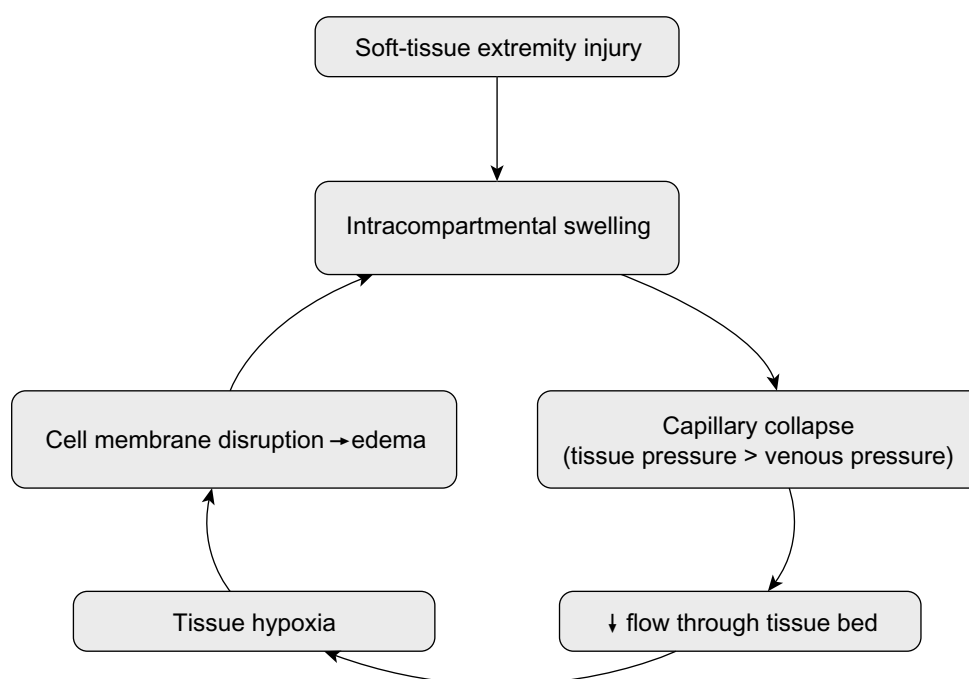 Soft-tissue extremity injury
Intracompartmental swelling
Capillary collapse
(tissue pressure > venous pressure)
↓ flow through tissue bed
Tissue hypoxia
Cell membrane disruption → edema